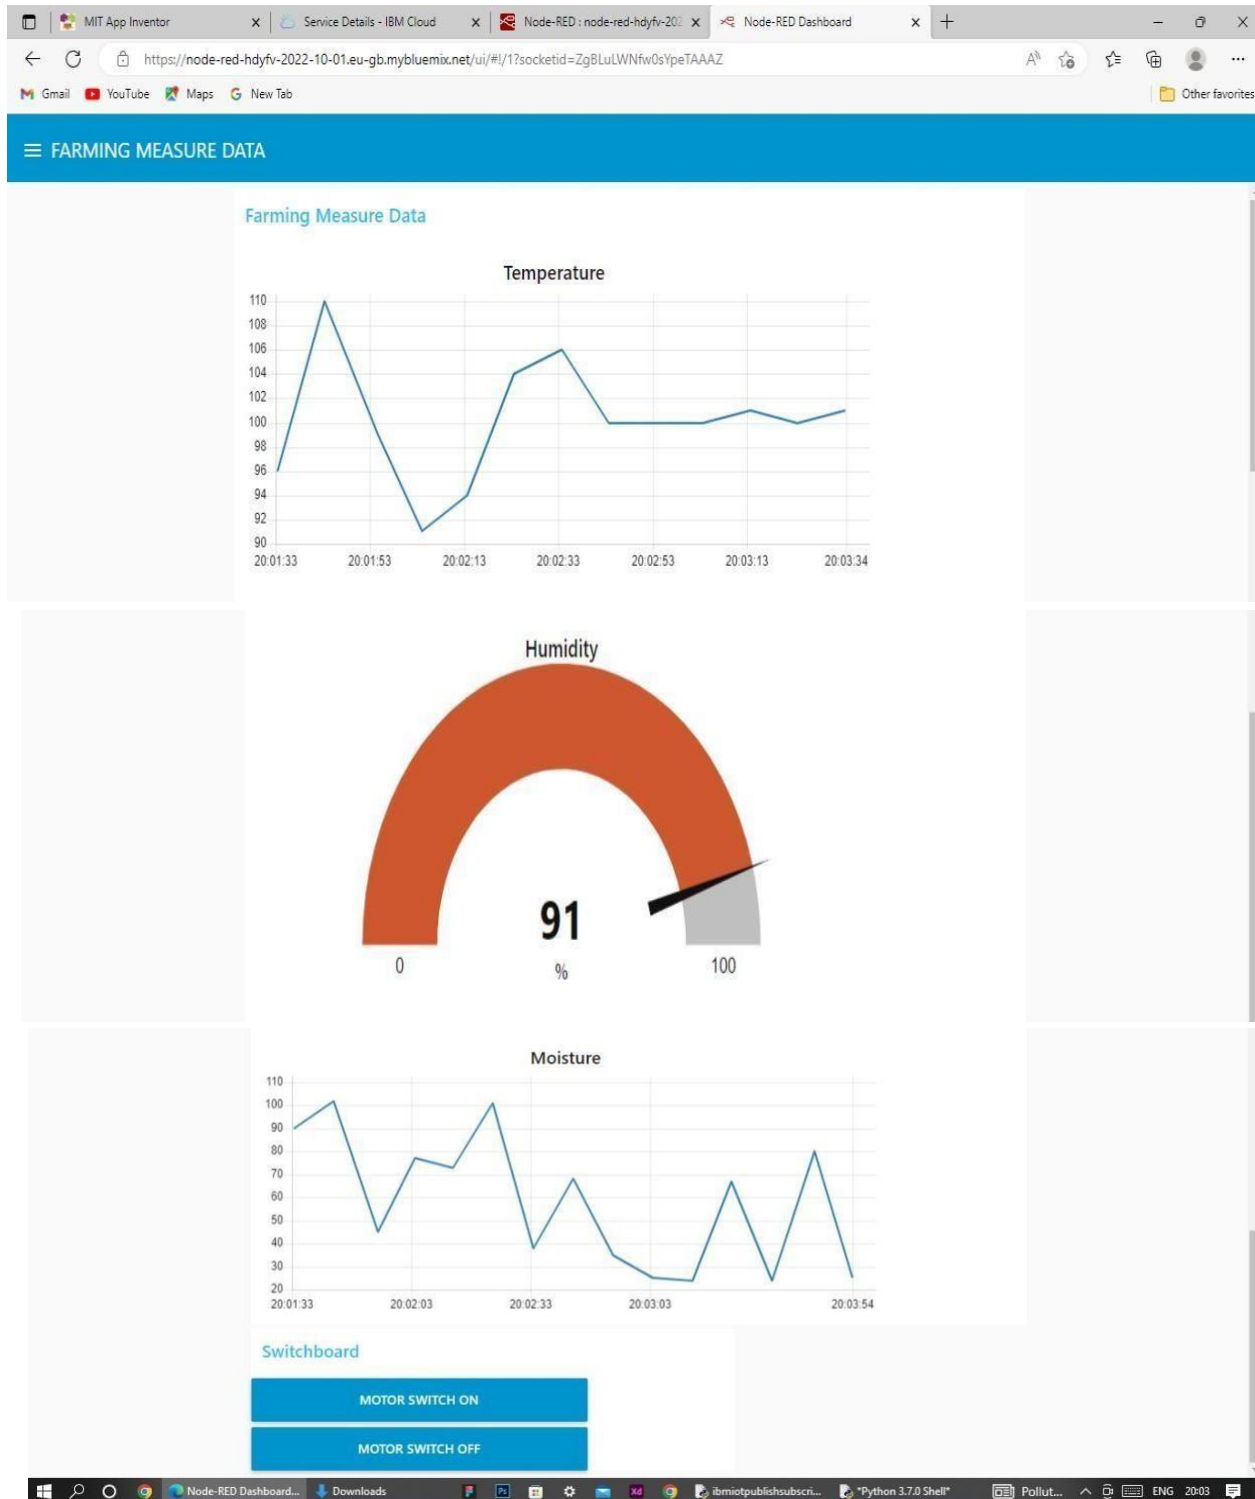 MIT App Inventor
Service Details - IBM Cloud
Node-RED : node-red-hdyfv-202
Node-RED Dashboard
https://node-red-hdyfv-2022-10-01.eu-gb.mybluemix.net/ui/#!/1?socketid=ZgBLuLWNfw0sYpeTAAAZ
Gmail YouTube Maps New Tab Other favorites
FARMING MEASURE DATA
Farming Measure Data
Temperature
110
108
106
104
102
100
98
96
94
92
90
20:01:33 20:01:53 20:02:13 20:02:33 20:02:53 20:03:13 20:03:34
Humidity
91
0 % 100
Moisture
110
100
90
80
70
60
50
40
30
20
20:01:33 20:02:03 20:02:33 20:03:03 20:03:54
Switchboard
MOTOR SWITCH ON
MOTOR SWITCH OFF
Node-RED Dashboard... Downloads Ps Xd ibmiotpublishsubscri... *Python 3.7.0 Shell* Pollut... ENG 20:03